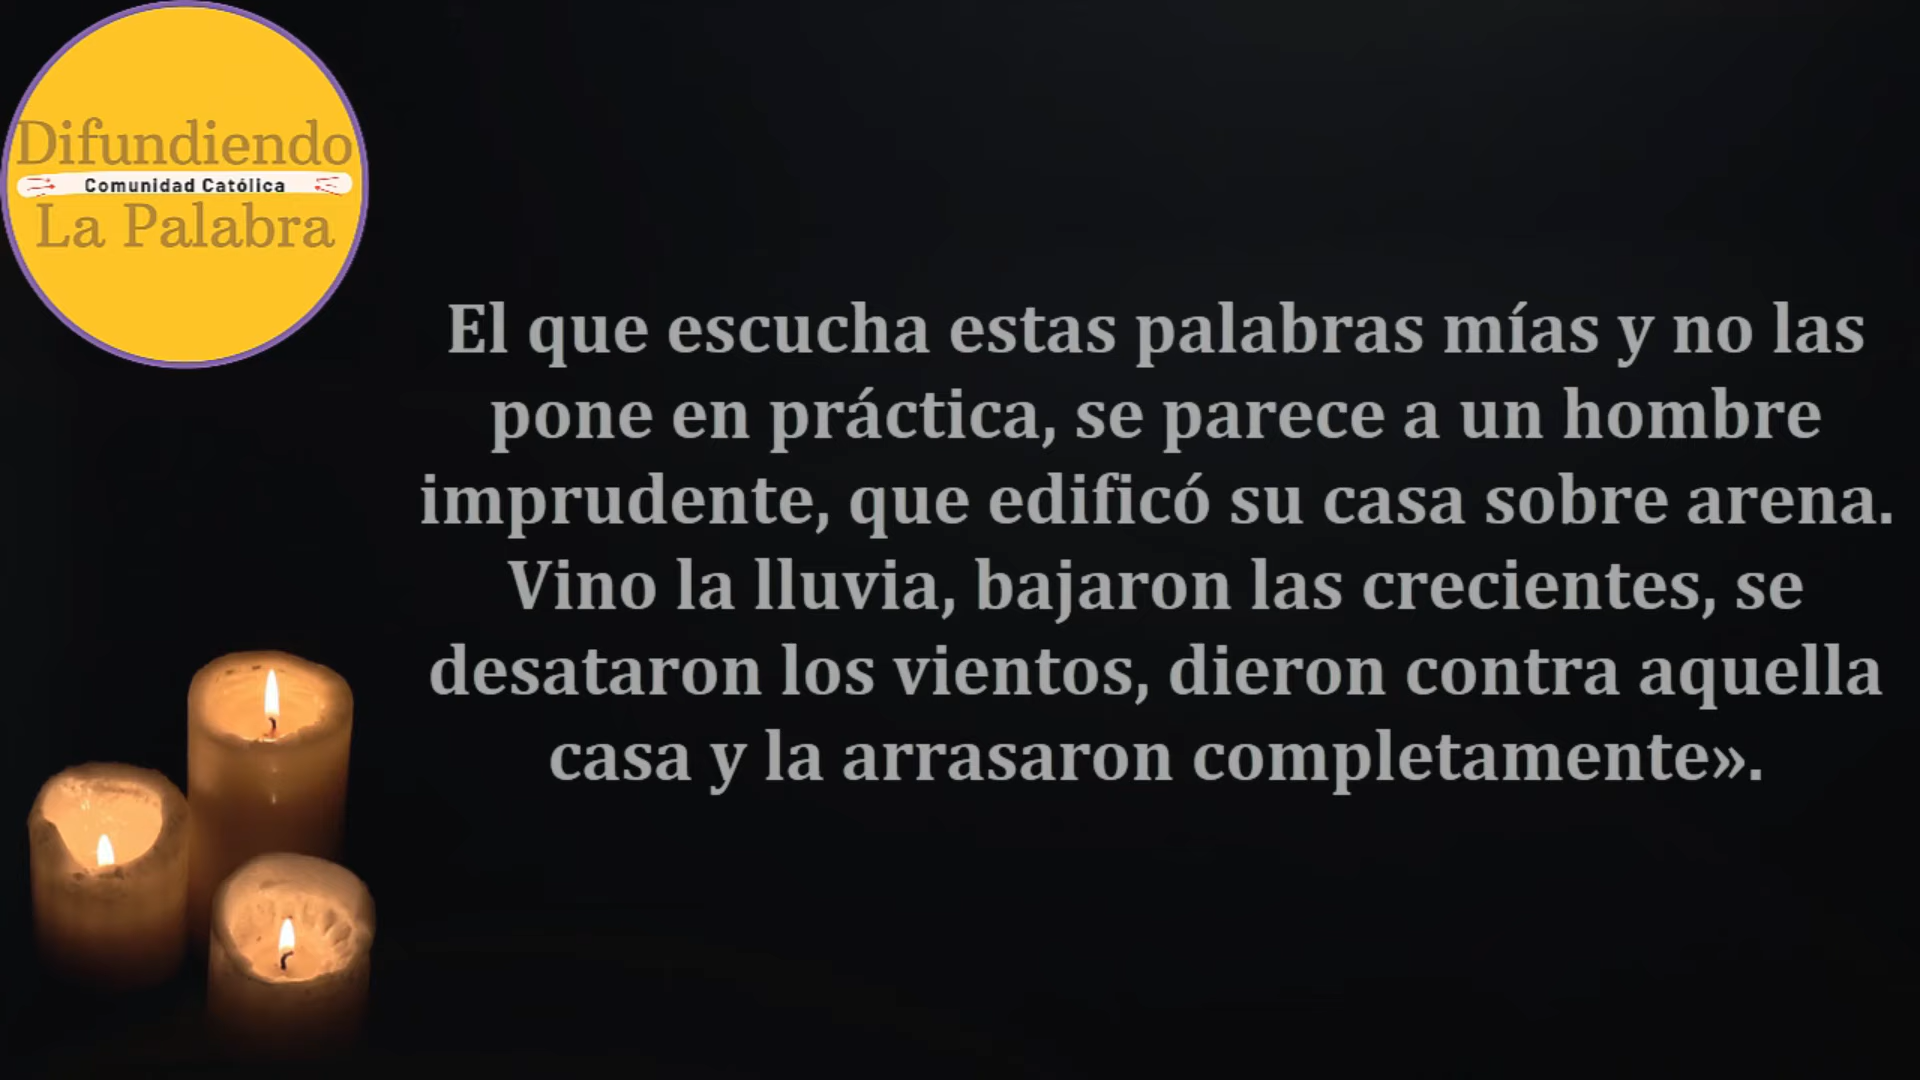 Difundiendo
Comunidad Católica
La Palabra
El que escucha estas palabras mías y no las
pone en práctica, se parece a un hombre
imprudente, que edificó su casa sobre arena.
Vino la lluvia, bajaron las crecientes, se
desataron los vientos, dieron contra aquella
casa y la arrasaron completamente».